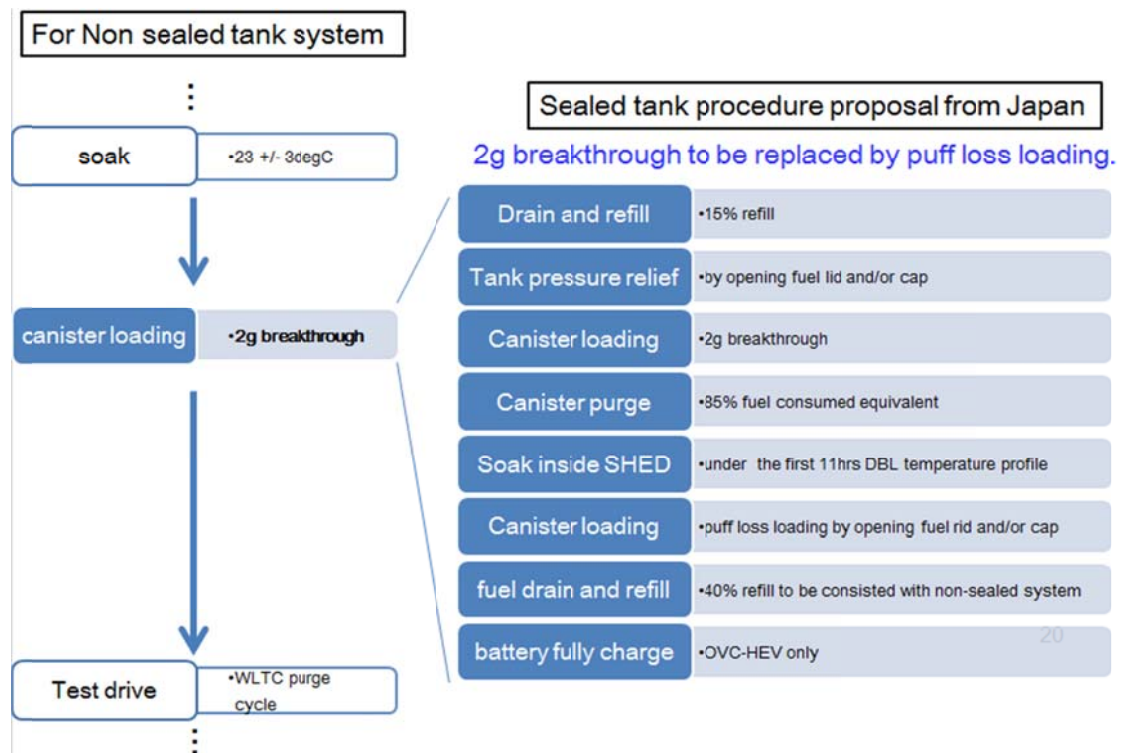 For Non sealed tank system
soak
•23 +/- 3degC
canister loading
•2g breakthrough
Test drive
•WLTC purge
cycle
Sealed tank procedure proposal from Japan
2g breakthrough to be replaced by puff loss loading.
Drain and refill
•15% refill
Tank pressure relief
•by opening fuel lid and/or cap
Canister loading
•2g breakthrough
Canister purge
•85% fuel consumed equivalent
Soak inside SHED
•under the first 11hrs DBL temperature profile
Canister loading
•puff loss loading by opening fuel rid and/or cap
fuel drain and refill
•40% refill to be consisted with non-sealed system
battery fully charge
•OVC-HEV only
20